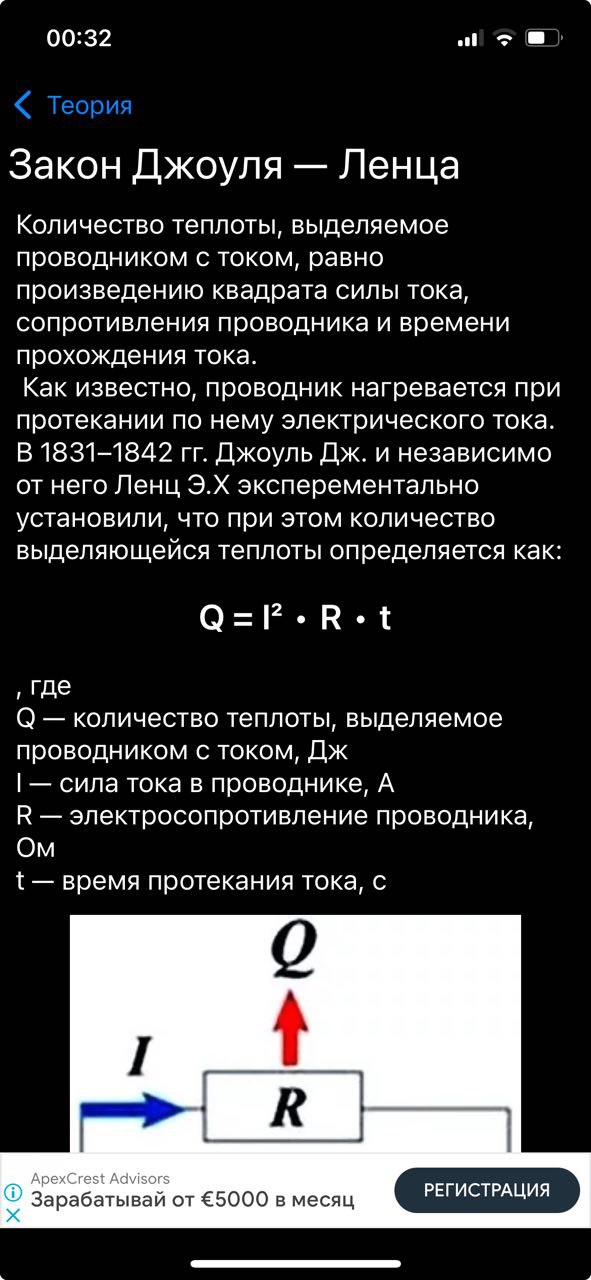 00:32
Теория
Закон Джоуля — Ленца
Количество теплоты, выделяемое
проводником с током, равно
произведению квадрата силы тока,
сопротивления проводника и времени
прохождения тока.
Как известно, проводник нагревается при
протекании по нему электрического тока.
В 1831–1842 гг. Джоуль Дж. и независимо
от него Ленц Э.Х эксперементально
установили, что при этом количество
выделяющейся теплоты определяется как:
Q = I² • R • t
, где
Q — количество теплоты, выделяемое
проводником с током, Дж
I — сила тока в проводнике, А
R — электросопротивление проводника,
Ом
t — время протекания тока, с
Q
I
R
ApexCrest Advisors
Зарабатывай от €5000 в месяц
РЕГИСТРАЦИЯ